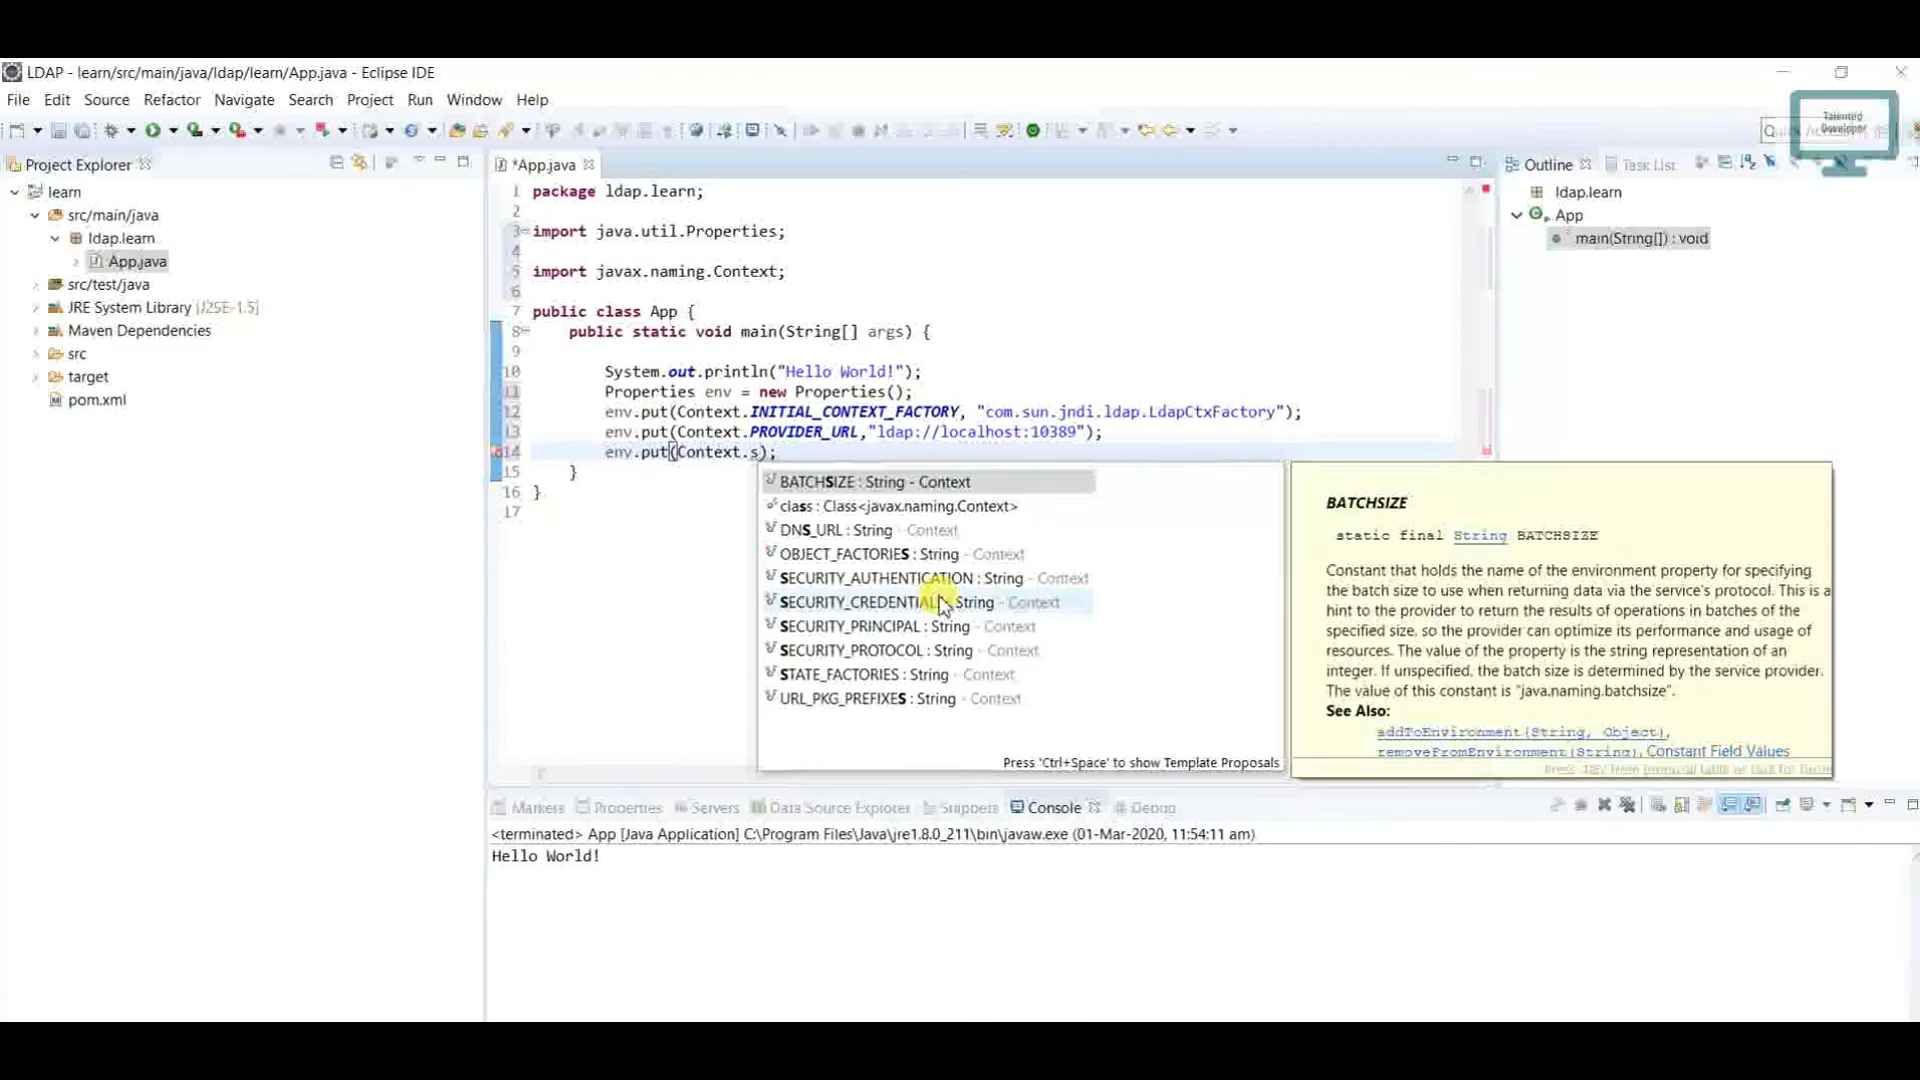 LDAP - learn/src/main/java/ldap/learn/App.java - Eclipse IDE
File Edit Source Refactor Navigate Search Project Run Window Help
Talented
Developer
Project Explorer
learn
src/main/java
ldap.learn
App.java
src/test/java
JRE System Library [J2SE-1.5]
Maven Dependencies
src
target
pom.xml
*App.java
1 package ldap.learn;
2
3 import java.util.Properties;
4
5 import javax.naming.Context;
6
7 public class App {
8 public static void main(String[] args) {
9
10 System.out.println("Hello World!");
11 Properties env = new Properties();
12 env.put(Context.INITIAL_CONTEXT_FACTORY, "com.sun.jndi.ldap.LdapCtxFactory");
13 env.put(Context.PROVIDER_URL,"ldap://localhost:10389");
14 env.put(Context.s);
15 }
16 }
17
BATCHSIZE : String - Context
class : Class<javax.naming.Context>
DNS_URL : String - Context
OBJECT_FACTORIES : String - Context
SECURITY_AUTHENTICATION : String - Context
SECURITY_CREDENTIALS : String - Context
SECURITY_PRINCIPAL : String - Context
SECURITY_PROTOCOL : String - Context
STATE_FACTORIES : String - Context
URL_PKG_PREFIXES : String - Context
Press 'Ctrl+Space' to show Template Proposals
BATCHSIZE
static final String BATCHSIZE
Constant that holds the name of the environment property for specifying
the batch size to use when returning data via the service's protocol. This is a
hint to the provider to return the results of operations in batches of the
specified size, so the provider can optimize its performance and usage of
resources. The value of the property is the string representation of an
integer. If unspecified, the batch size is determined by the service provider.
The value of this constant is "java.naming.batchsize".
See Also:
addToEnvironment(String, Object),
removeFromEnvironment(String), Constant Field Values
Outline Task List
ldap.learn
App
main(String[]) : void
Markers Properties Servers Data Source Explorer Snippets Console Debug
<terminated> App [Java Application] C:\Program Files\Java\jre1.8.0_211\bin\javaw.exe (01-Mar-2020, 11:54:11 am)
Hello World!